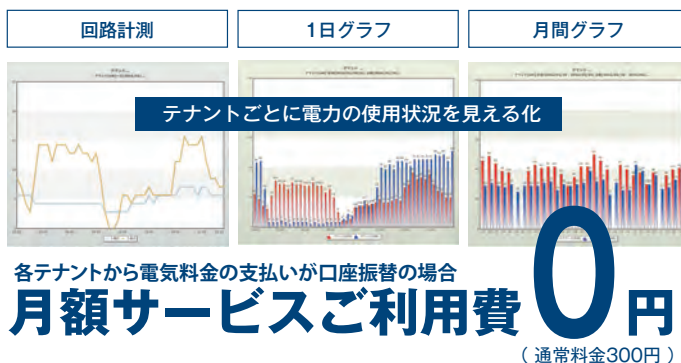 回路計測
1日グラフ
月間グラフ
テナントごとに電力の使用状況を見える化
各テナントから電気料金の支払いが口座振替の場合
月額サービスご利用費0円
（ 通常料金300円 ）